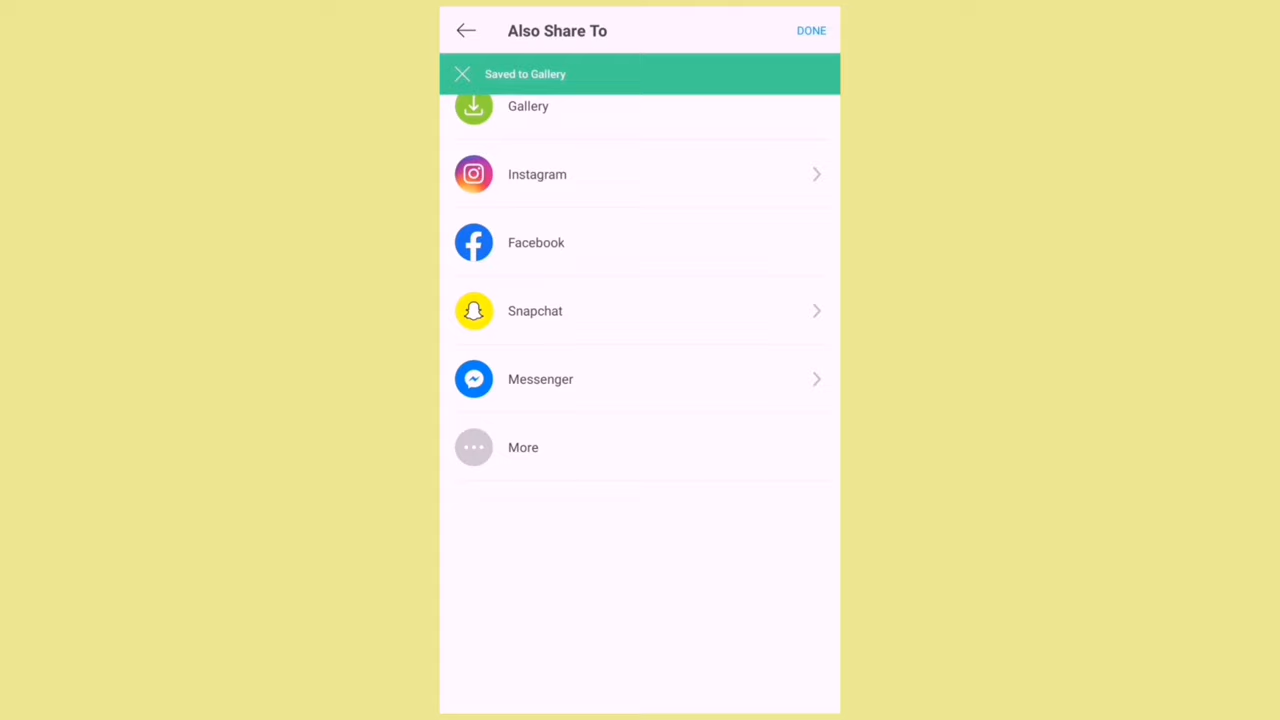 Also Share To
DONE
Saved to Gallery
Gallery
Instagram
Facebook
Snapchat
Messenger
More